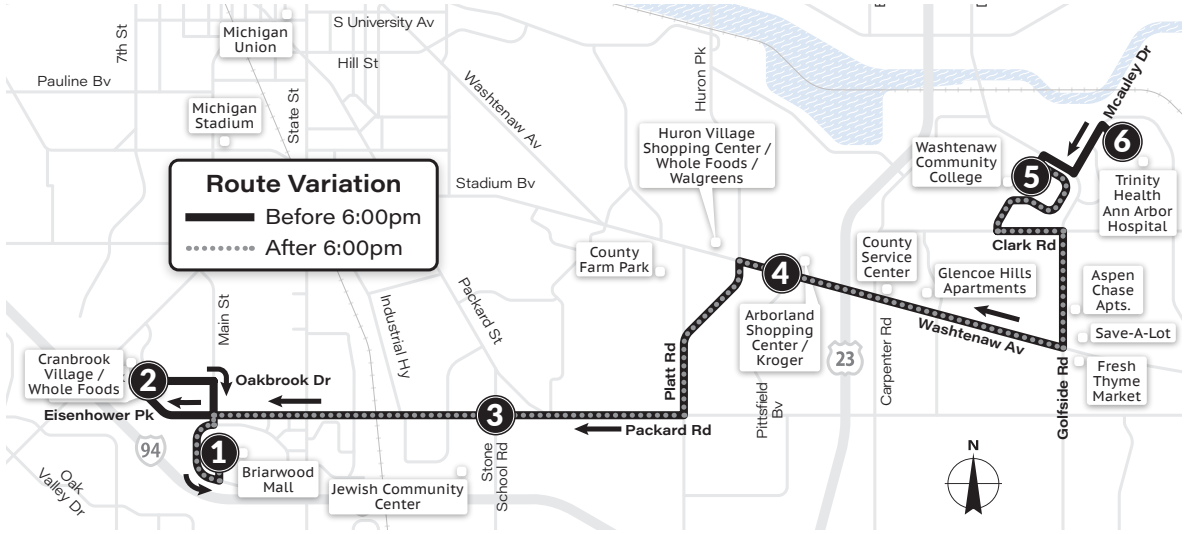 S University Av
Michigan
Union
7th St
Hill St
Pauline Bv
Michigan
Stadium
State St
Washtenaw Av
Huron Pk
Mcauley Dr
Huron Village
Shopping Center /
Whole Foods /
Walgreens
Washtenaw
Community
College
6
5
Trinity
Health
Ann Arbor
Hospital
Route Variation
Before 6:00pm
After 6:00pm
Stadium Bv
County
Farm Park
4
County
Service
Center
Clark Rd
Glencoe Hills
Apartments
Aspen
Chase
Apts.
Save-A-Lot
Fresh
Thyme
Market
Main St
Industrial Hy
Packard St
Arborland
Shopping
Center /
Kroger
Washtenaw Av
23
Carpenter Rd
Platt Rd
Pittsfield
Bv
Golfside Rd
Cranbrook
Village /
Whole Foods
2
Oakbrook Dr
Eisenhower Pk
3
Packard Rd
94
1
Briarwood
Mall
Stone
School Rd
Jewish Community
Center
Oak
Valley Dr
N